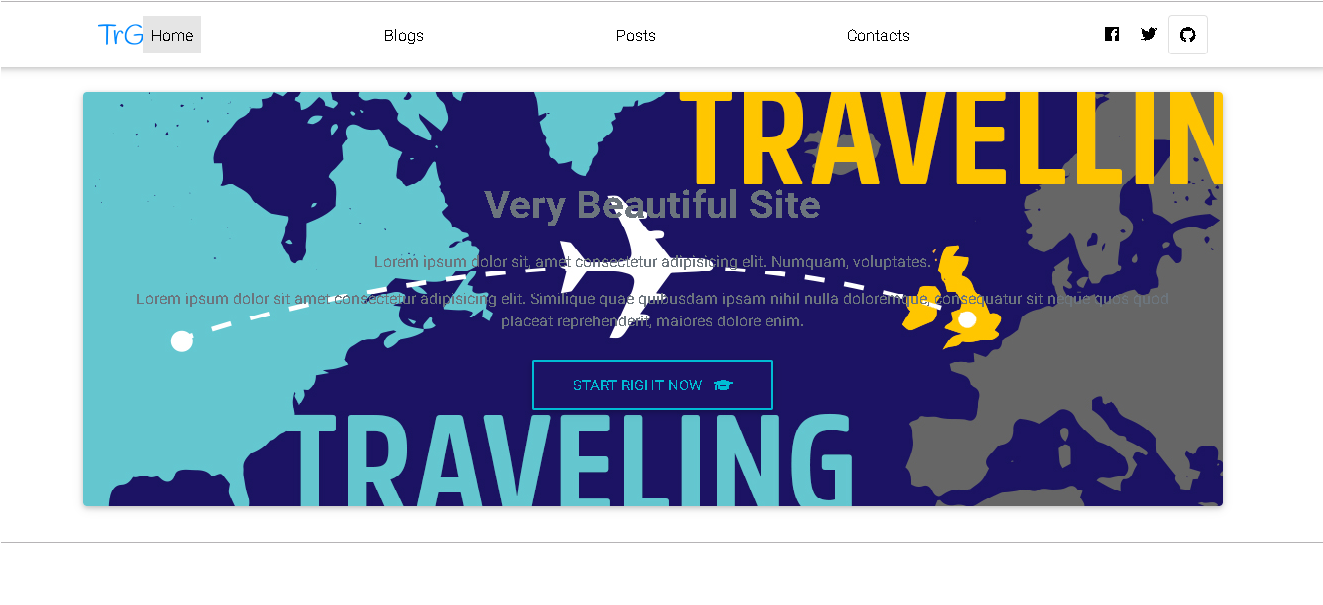 TrG Home Blogs Posts Contacts
TRAVELLIN
Very Beautiful Site
Lorem ipsum dolor sit, amet consectetur adipisicing elit. Numquam, voluptates.
Lorem ipsum dolor sit amet consectetur adipisicing elit. Similique quae quibusdam ipsam nihil nulla doloremque, consequatur sit neque quos quod
placeat reprehenderit, maiores dolore enim.
START RIGHT NOW
TRAVELING